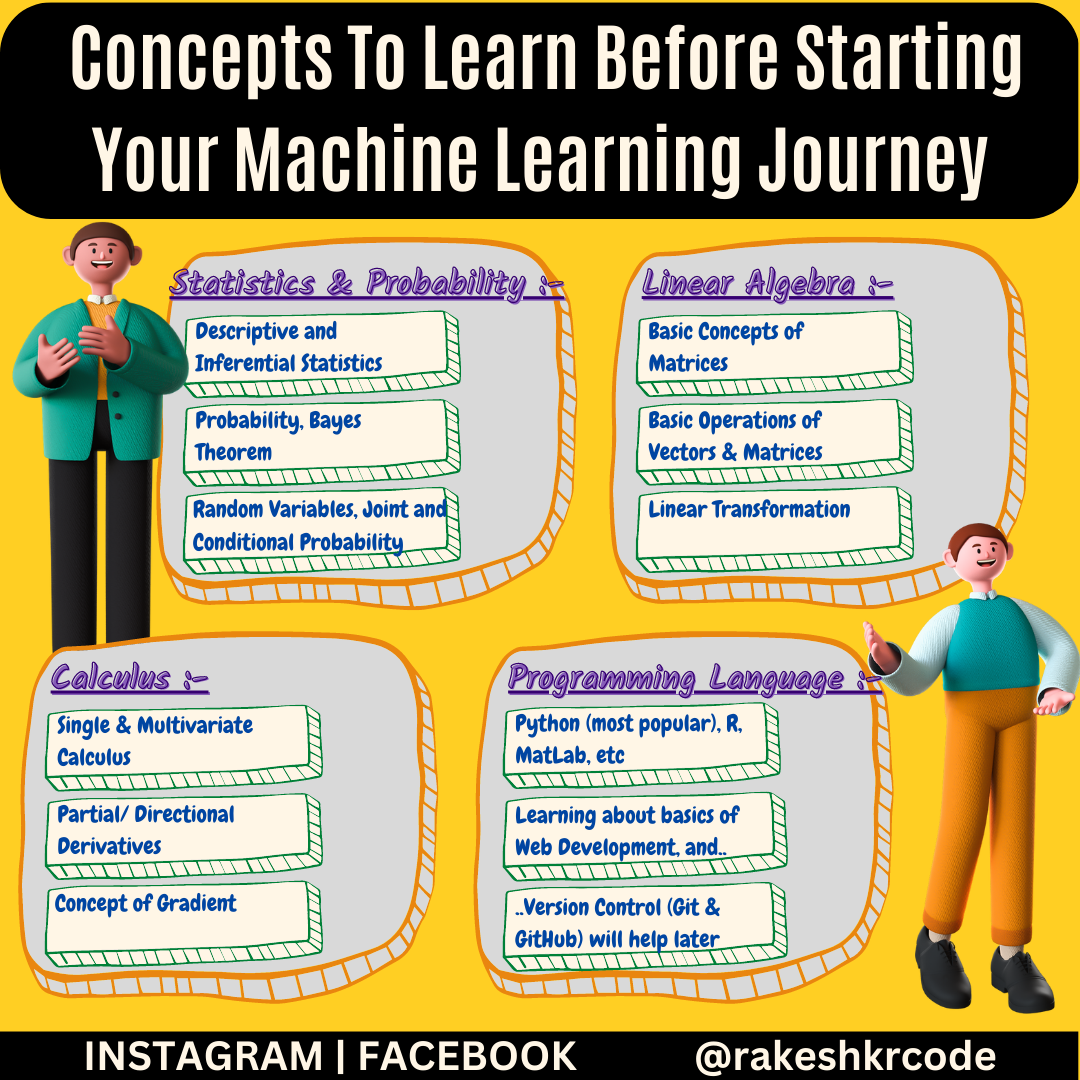 Concepts To Learn Before Starting
Your Machine Learning Journey
Statistics & Probability :-
Descriptive and
Inferential Statistics
Probability, Bayes
Theorem
Random Variables, Joint and
Conditional Probability
Linear Algebra :-
Basic Concepts of
Matrices
Basic Operations of
Vectors & Matrices
Linear Transformation
Calculus :-
Single & Multivariate
Calculus
Partial/ Directional
Derivatives
Concept of Gradient
Programming Language :-
Python (most popular), R,
MatLab, etc
Learning about basics of
Web Development, and..
..Version Control (Git &
GitHub) will help later
INSTAGRAM | FACEBOOK @rakeshkrcode